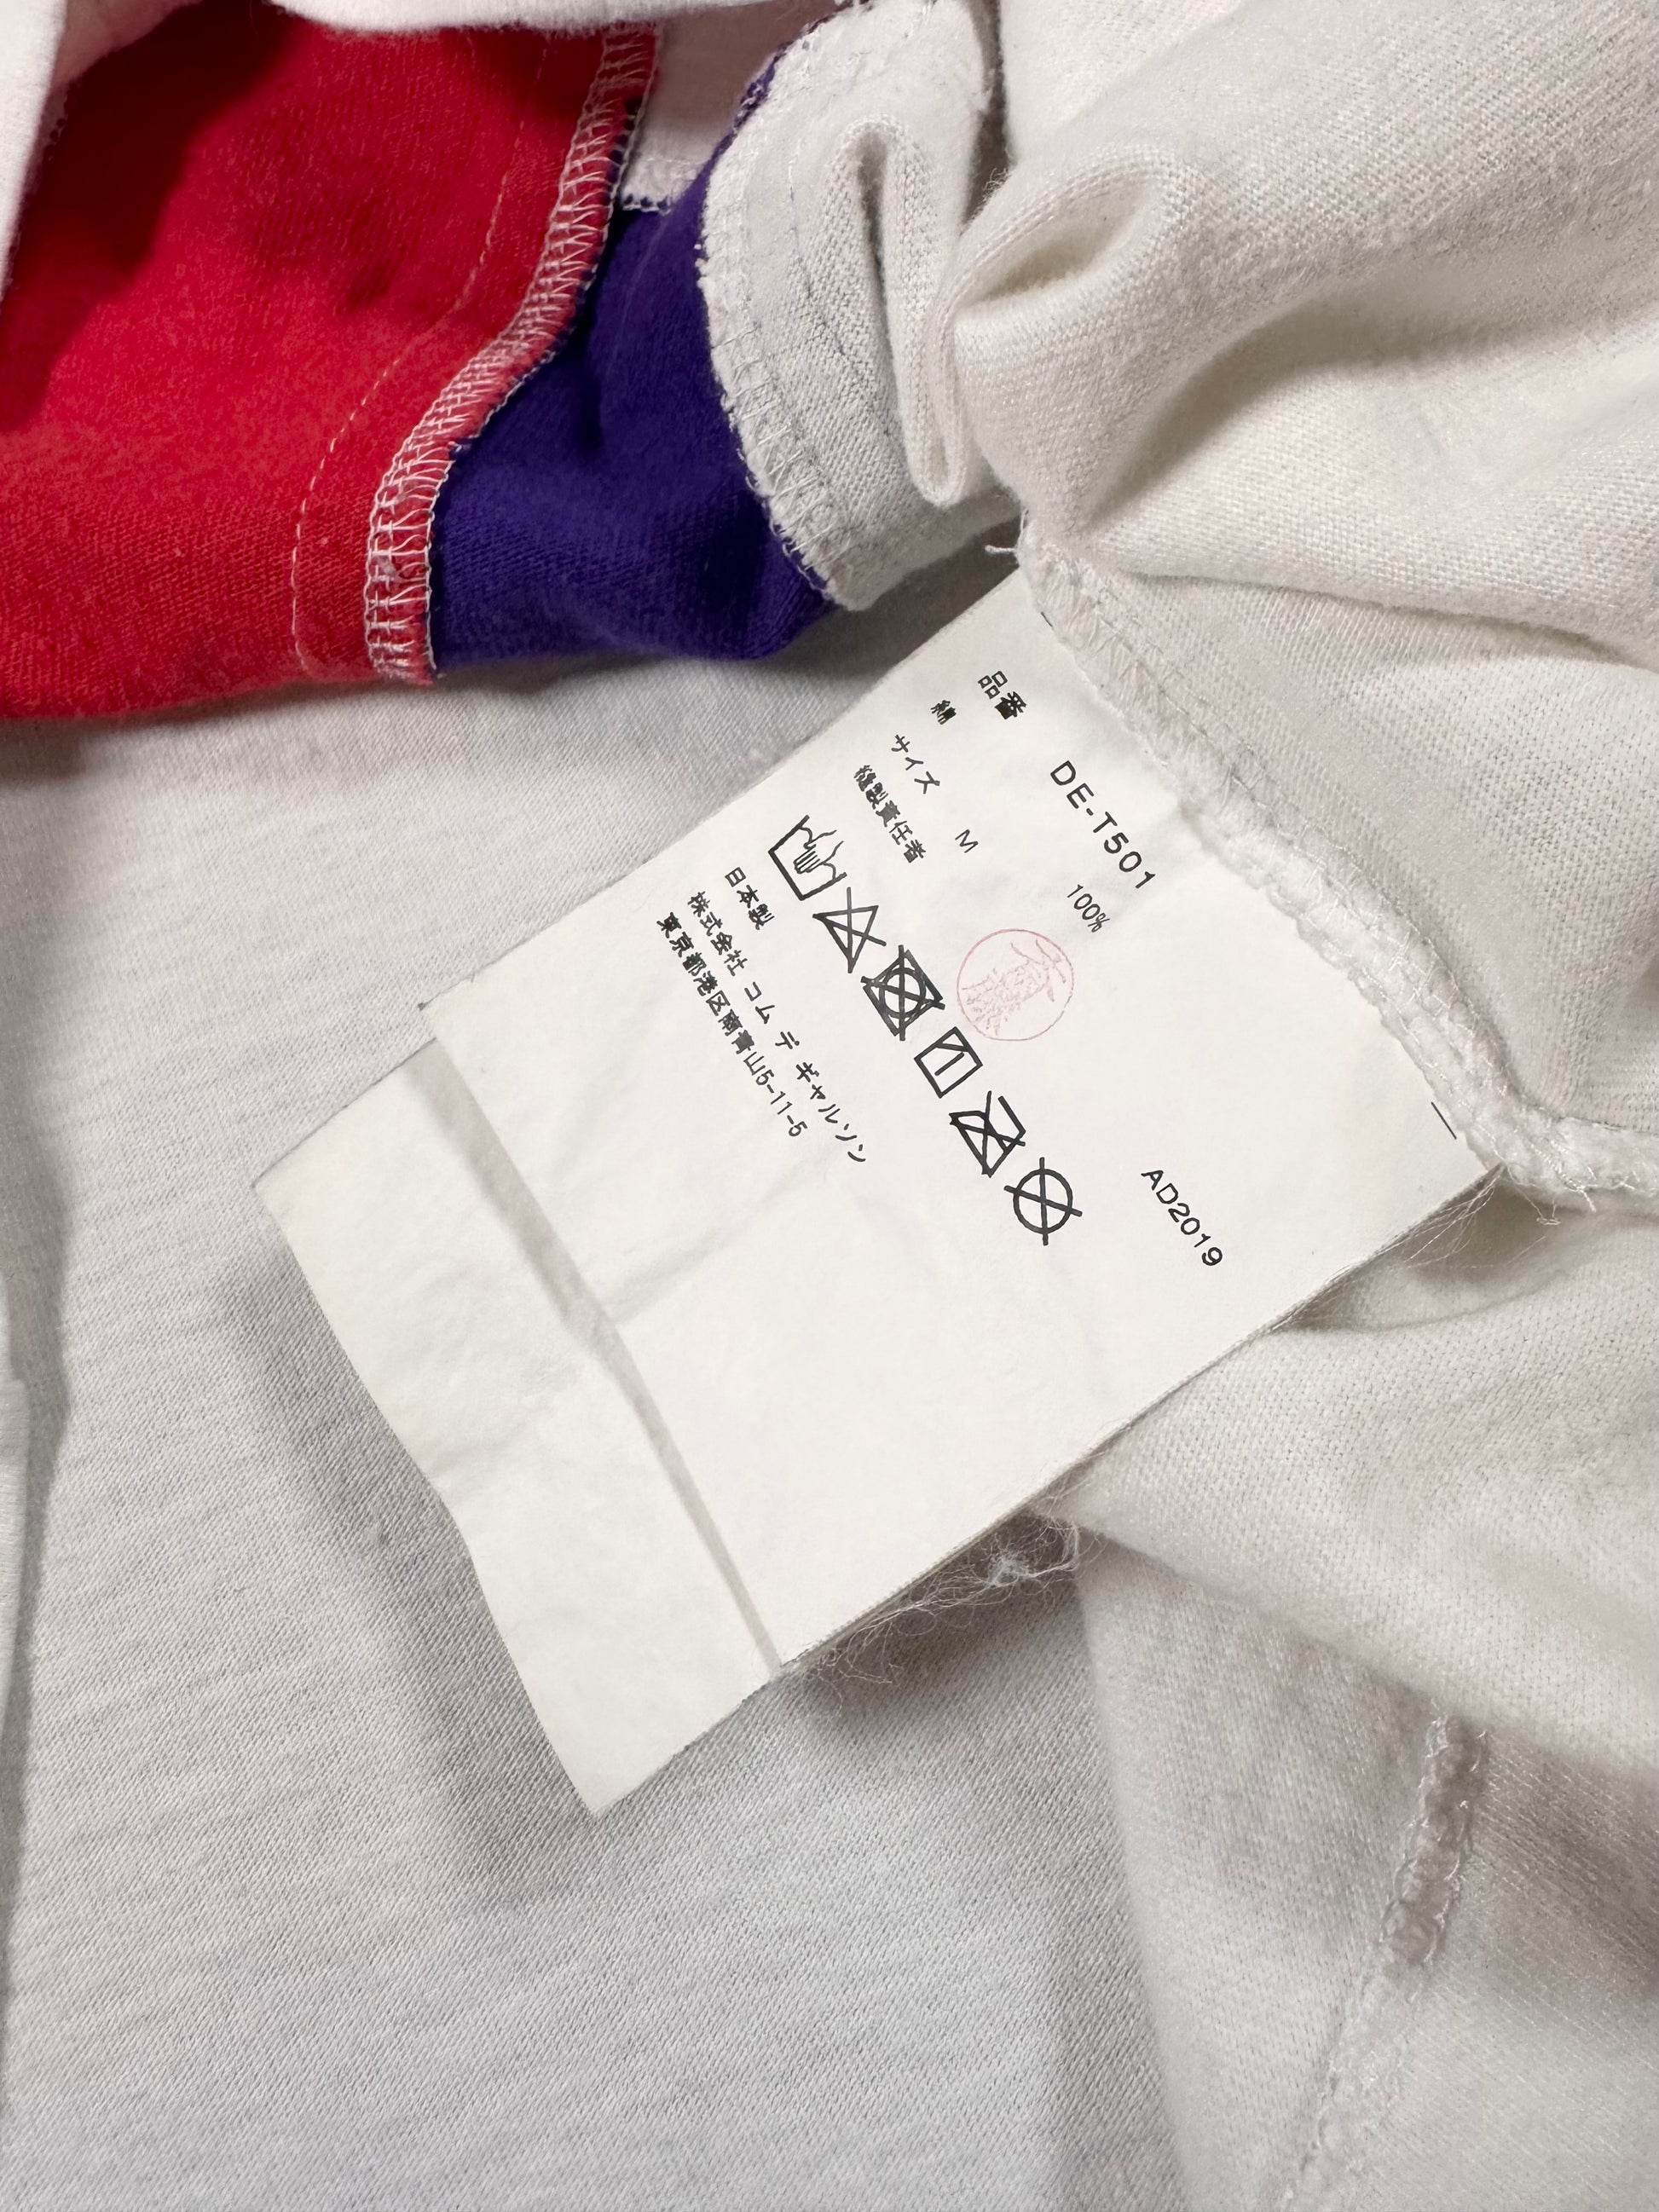 AD2019
品番 DE-T501
綿 100%
サイズ M
縫製責任者
日本製
株式会社 コム デ ギャルソン
東京都港区南青山5-11-5